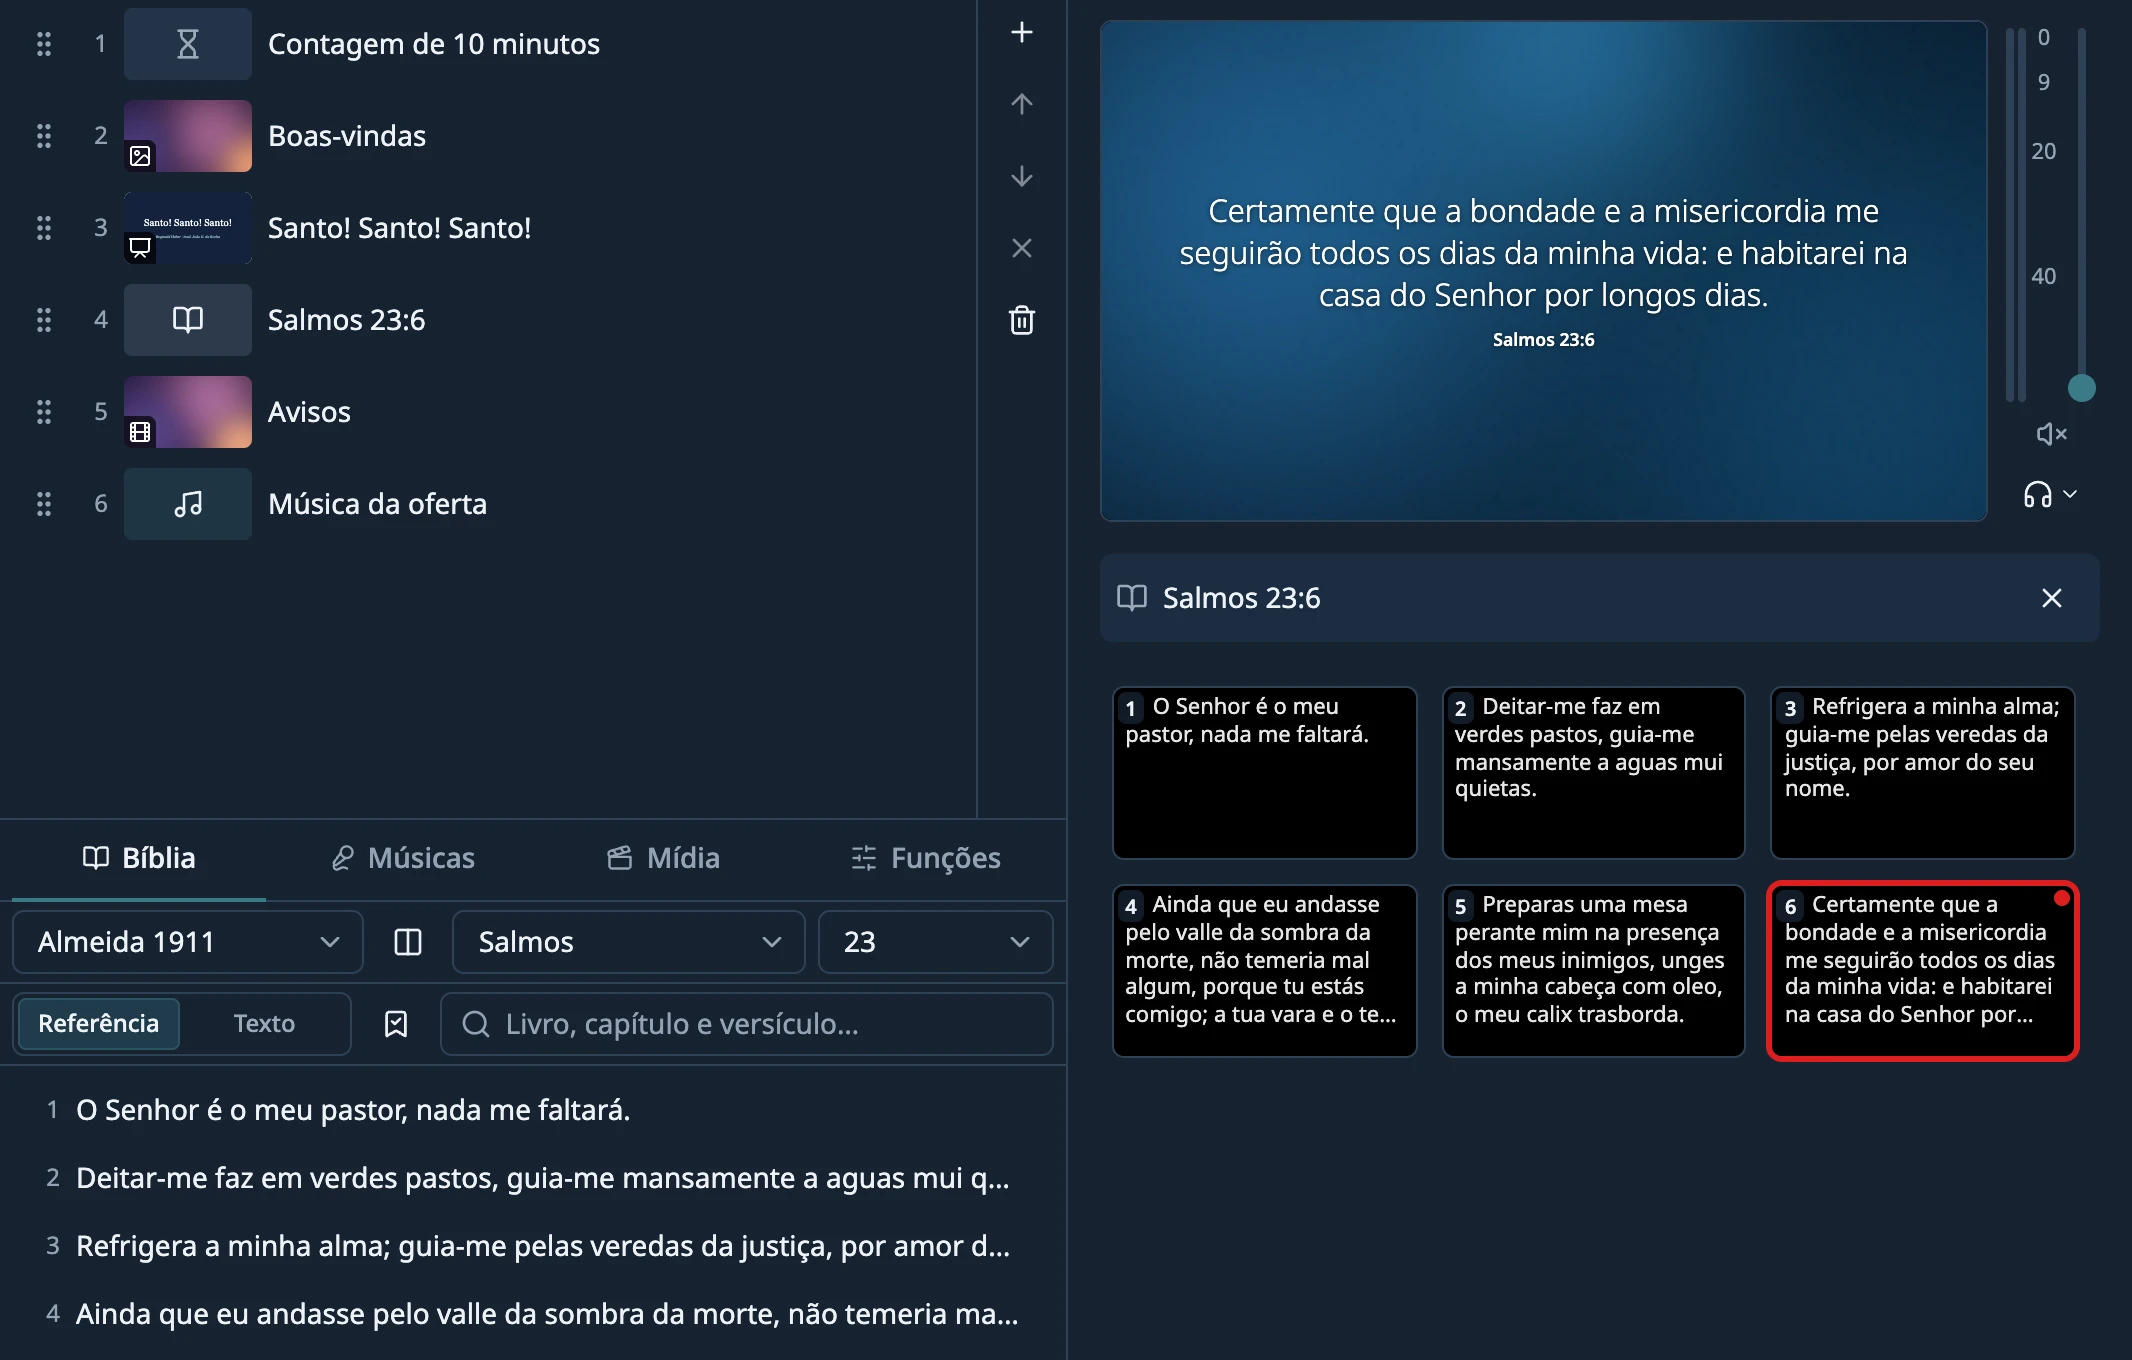 1 Contagem de 10 minutos
2 Boas-vindas
3 Santo! Santo! Santo!
Santo! Santo! Santo!
4 Salmos 23:6
5 Avisos
6 Música da oferta
Certamente que a bondade e a misericordia me
seguirão todos os dias da minha vida: e habitarei na
casa do Senhor por longos dias.
Salmos 23:6
0
9
20
40
Salmos 23:6
1 O Senhor é o meu
pastor, nada me faltará.
2 Deitar-me faz em
verdes pastos, guia-me
mansamente a aguas mui
quietas.
3 Refrigera a minha alma;
guia-me pelas veredas da
justiça, por amor do seu
nome.
4 Ainda que eu andasse
pelo valle da sombra da
morte, não temeria mal
algum, porque tu estás
comigo; a tua vara e o te...
5 Preparas uma mesa
perante mim na presença
dos meus inimigos, unges
a minha cabeça com oleo,
o meu calix trasborda.
6 Certamente que a
bondade e a misericordia
me seguirão todos os dias
da minha vida: e habitarei
na casa do Senhor por...
Bíblia Músicas Mídia Funções
Almeida 1911 Salmos 23
Referência Texto Livro, capítulo e versículo...
1 O Senhor é o meu pastor, nada me faltará.
2 Deitar-me faz em verdes pastos, guia-me mansamente a aguas mui q...
3 Refrigera a minha alma; guia-me pelas veredas da justiça, por amor d...
4 Ainda que eu andasse pelo valle da sombra da morte, não temeria ma...